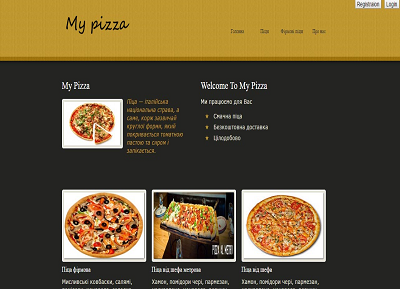 Registration Login
My pizza
Головна Піци Фірмові піци Про нас
My Pizza
Піца — італійська
національна страва, а
саме, корж зазвичай
круглої форми, який
покривається томатною
пастою та сиром і
запікається.
Welcome To My Pizza
Ми працюємо для Вас
Смачна піца
Безкоштовна доставка
Цілодобово
Піца фірмова
Мисливські ковбаски, салямі,
Піца від шефа метрова
Хамон, помідори чері, пармезан,
Піца від шефа
Хамон, помідори чері, пармезан,